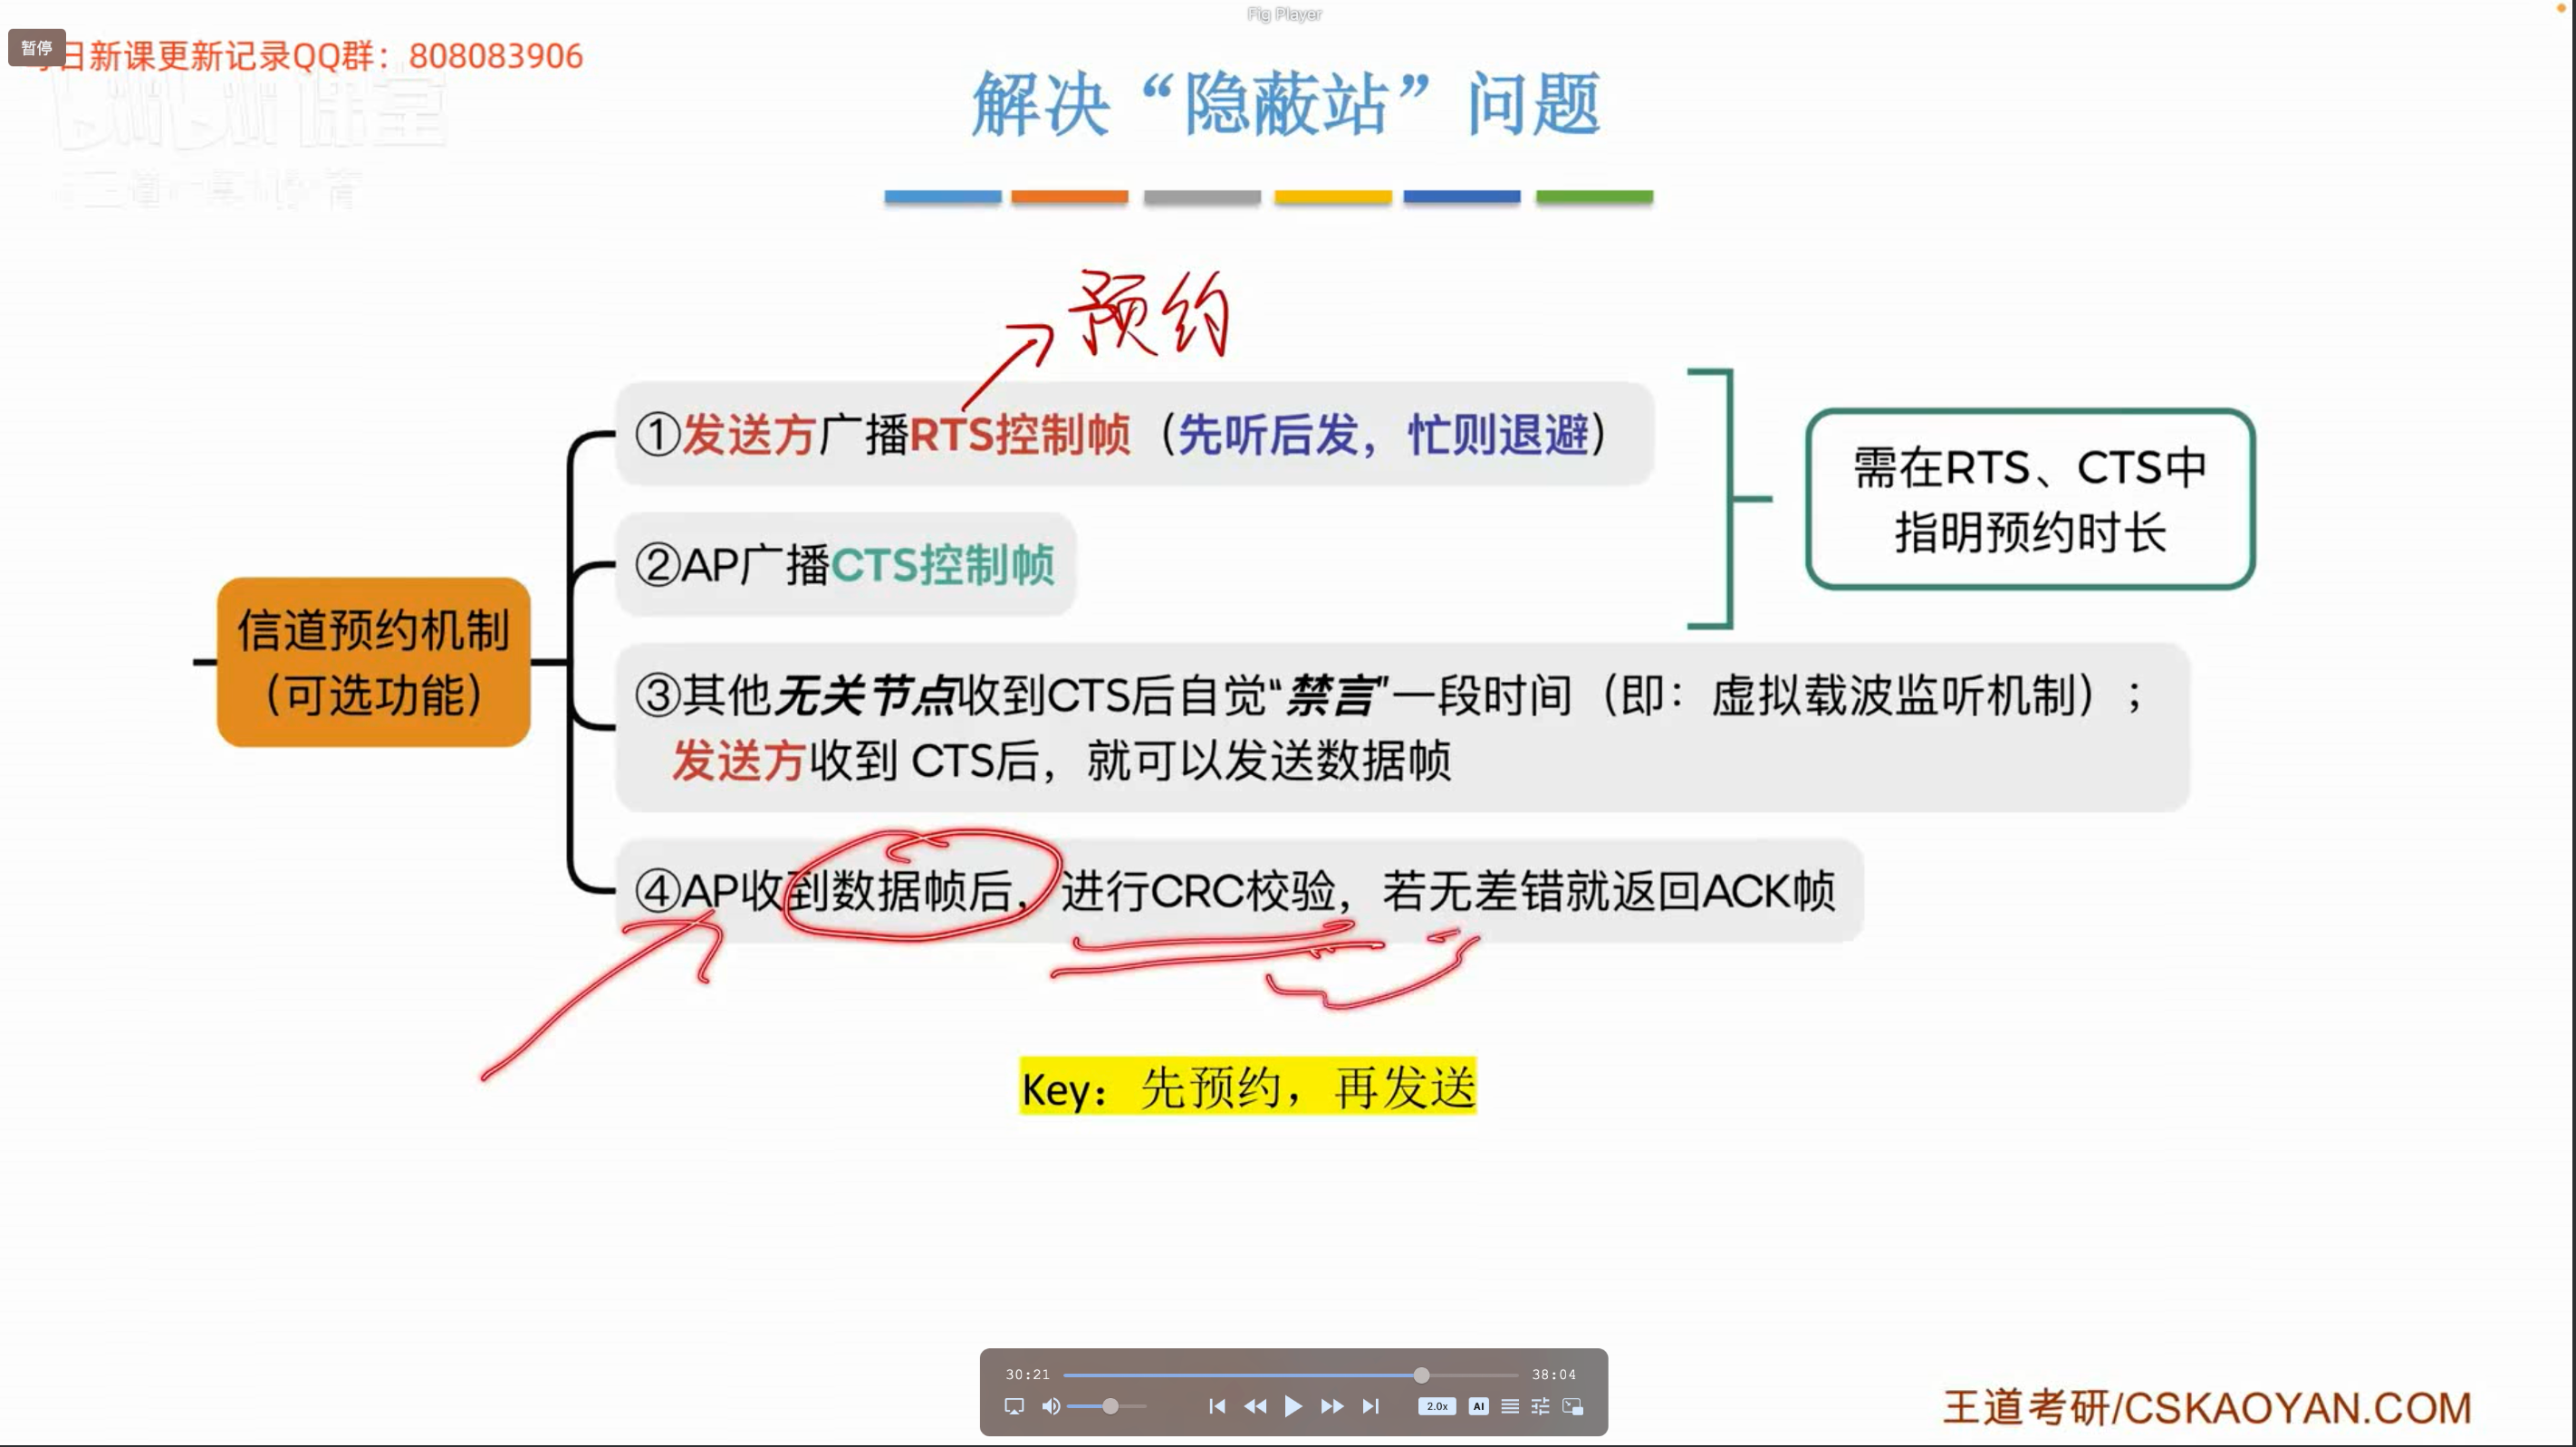 Fig Player
暂停
日新课更新记录QQ群：808083906
课堂
解决“隐蔽站”问题
预约
①发送方广播RTS控制帧（先听后发，忙则退避）
②AP广播CTS控制帧
需在RTS、CTS中
指明预约时长
信道预约机制
（可选功能）
③其他无关节点收到CTS后自觉“禁言”一段时间（即：虚拟载波监听机制）；
发送方收到 CTS后，就可以发送数据帧
④AP收到数据帧后，进行CRC校验，若无差错就返回ACK帧
Key：先预约，再发送
30:21
38:04
2.0x
AI
王道考研/CSKAOYAN.COM